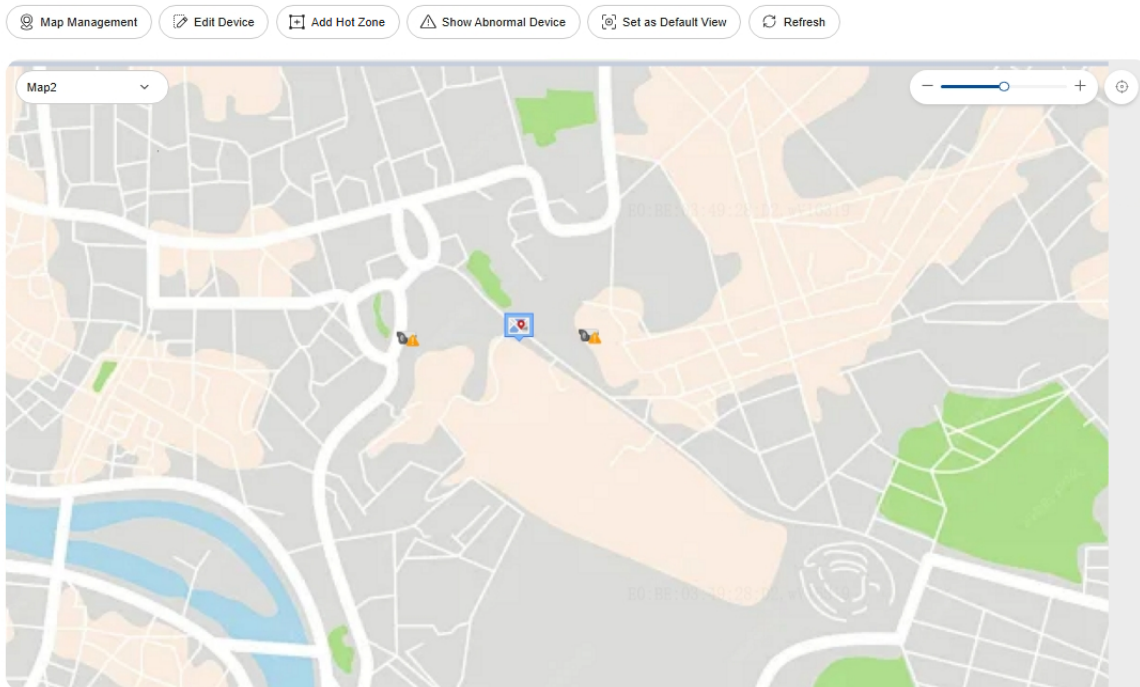 Map Management
Edit Device
Add Hot Zone
Show Abnormal Device
Set as Default View
Refresh
Map2